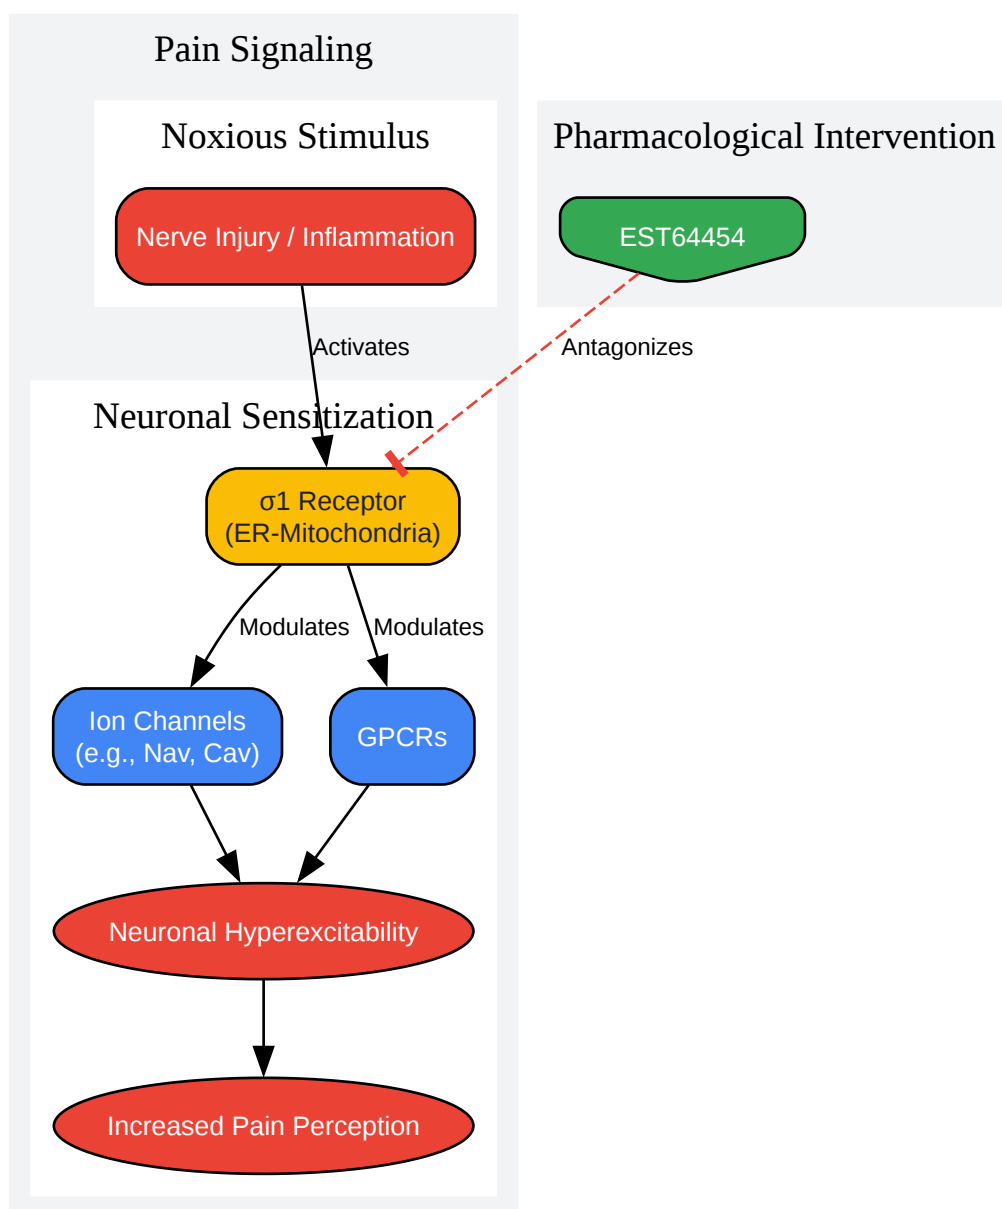 Pain Signaling
Noxious Stimulus
Pharmacological Intervention
Nerve Injury / Inflammation
EST64454
Activates
Antagonizes
Neuronal Sensitization
σ1 Receptor
(ER-Mitochondria)
Modulates
Modulates
Ion Channels
(e.g., Nav, Cav)
GPCRs
Neuronal Hyperexcitability
Increased Pain Perception